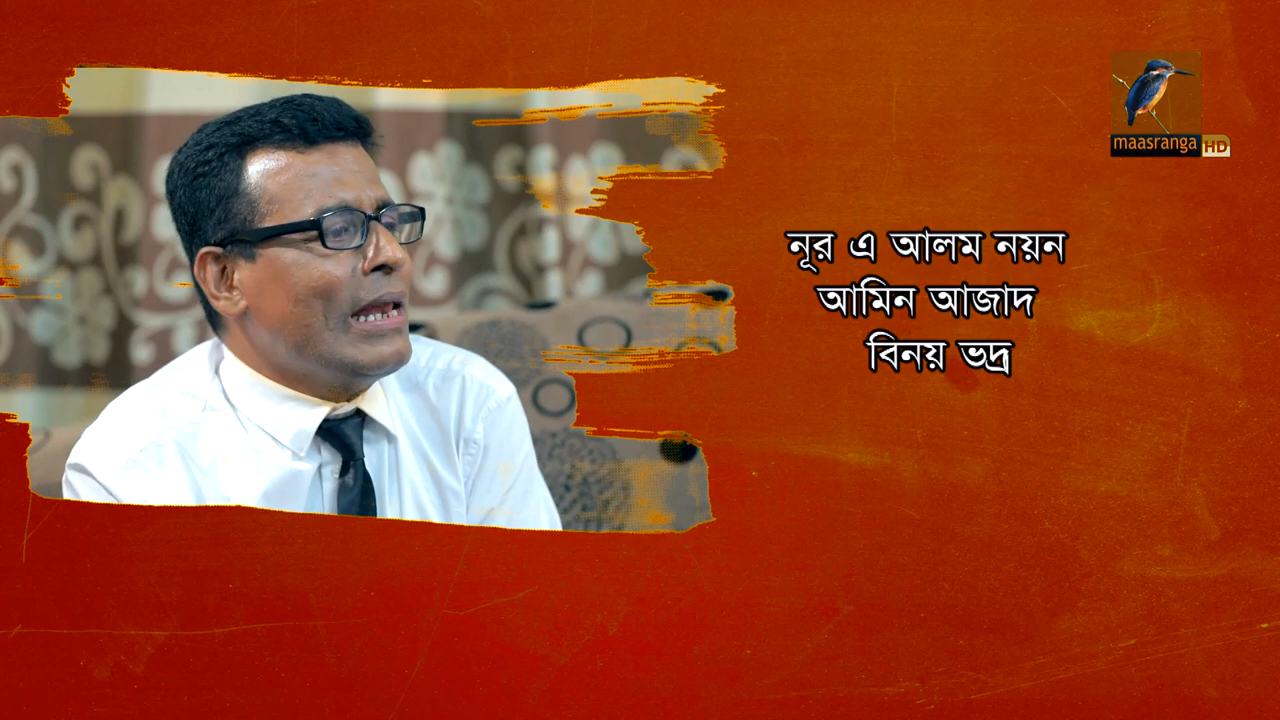 maasranga HD
নূর এ আলম নয়ন
আমিন আজাদ
বিনয় ভদ্র